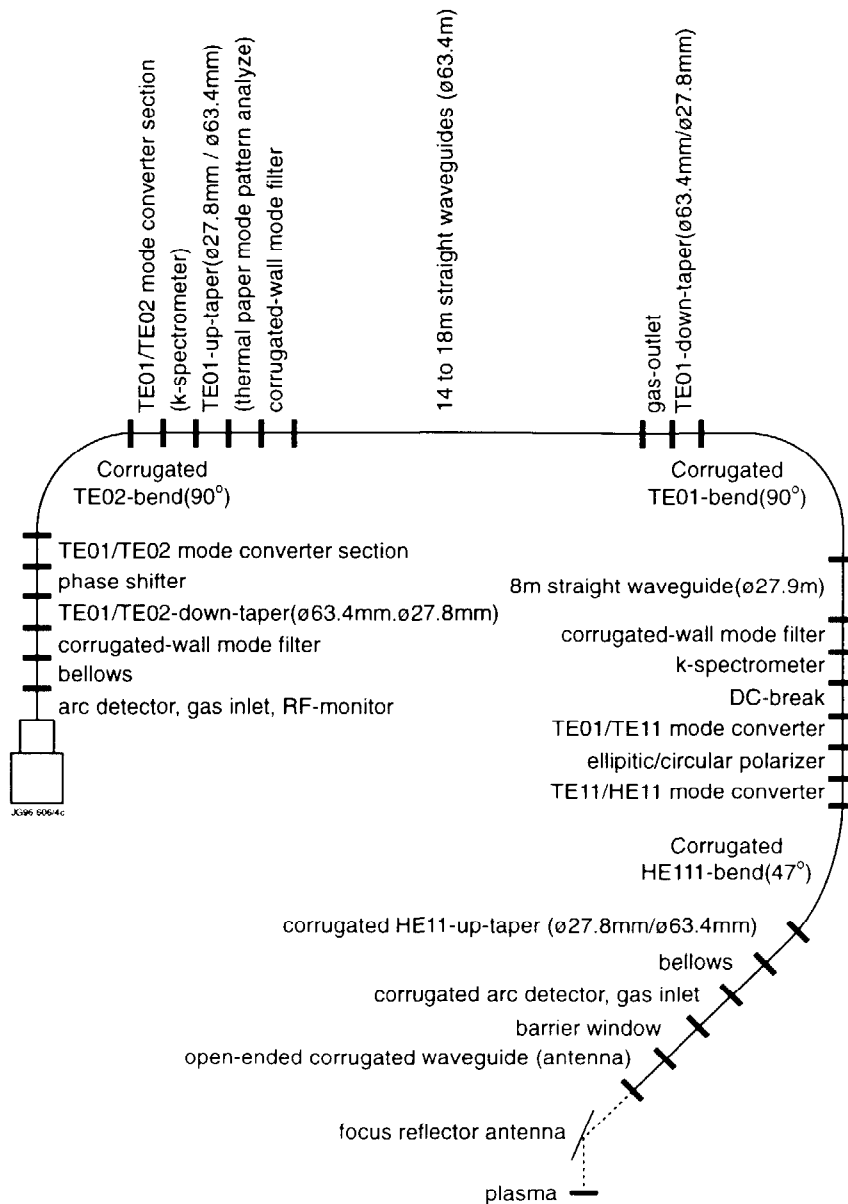 TE01/TE02 mode converter section
(k-spectrometer)
TE01-up-taper(ø27.8mm / ø63.4mm)
(thermal paper mode pattern analyze)
corrugated-wall mode filter
14 to 18m straight waveguides (ø63.4m)
gas-outlet
TE01-down-taper(ø63.4mm/ø27.8mm)
Corrugated
TE02-bend(90°)
Corrugated
TE01-bend(90°)
TE01/TE02 mode converter section
phase shifter
TE01/TE02-down-taper(ø63.4mm.ø27.8mm)
corrugated-wall mode filter
bellows
arc detector, gas inlet, RF-monitor
JG96 606/4c
8m straight waveguide(ø27.9m)
corrugated-wall mode filter
k-spectrometer
DC-break
TE01/TE11 mode converter
ellipitic/circular polarizer
TE11/HE11 mode converter
Corrugated
HE111-bend(47°)
corrugated HE11-up-taper (ø27.8mm/ø63.4mm)
bellows
corrugated arc detector, gas inlet
barrier window
open-ended corrugated waveguide (antenna)
focus reflector antenna
plasma